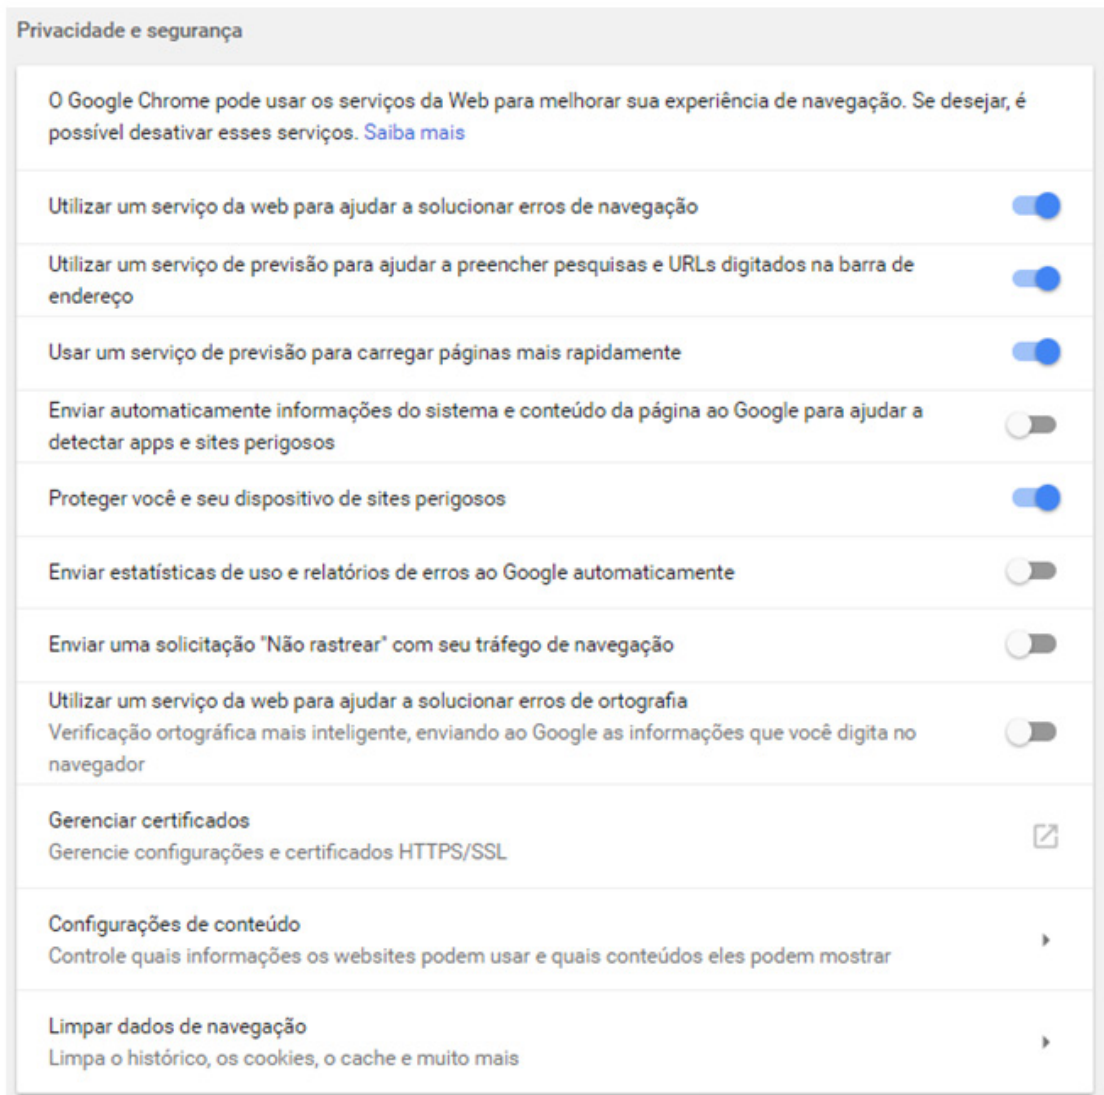 Privacidade e segurança
O Google Chrome pode usar os serviços da Web para melhorar sua experiência de navegação. Se desejar, é
possível desativar esses serviços. Saiba mais
Utilizar um serviço da web para ajudar a solucionar erros de navegação
Utilizar um serviço de previsão para ajudar a preencher pesquisas e URLs digitados na barra de
endereço
Usar um serviço de previsão para carregar páginas mais rapidamente
Enviar automaticamente informações do sistema e conteúdo da página ao Google para ajudar a
detectar apps e sites perigosos
Proteger você e seu dispositivo de sites perigosos
Enviar estatísticas de uso e relatórios de erros ao Google automaticamente
Enviar uma solicitação "Não rastrear" com seu tráfego de navegação
Utilizar um serviço da web para ajudar a solucionar erros de ortografia
Verificação ortográfica mais inteligente, enviando ao Google as informações que você digita no
navegador
Gerenciar certificados
Gerencie configurações e certificados HTTPS/SSL
Configurações de conteúdo
Controle quais informações os websites podem usar e quais conteúdos eles podem mostrar
Limpar dados de navegação
Limpa o histórico, os cookies, o cache e muito mais